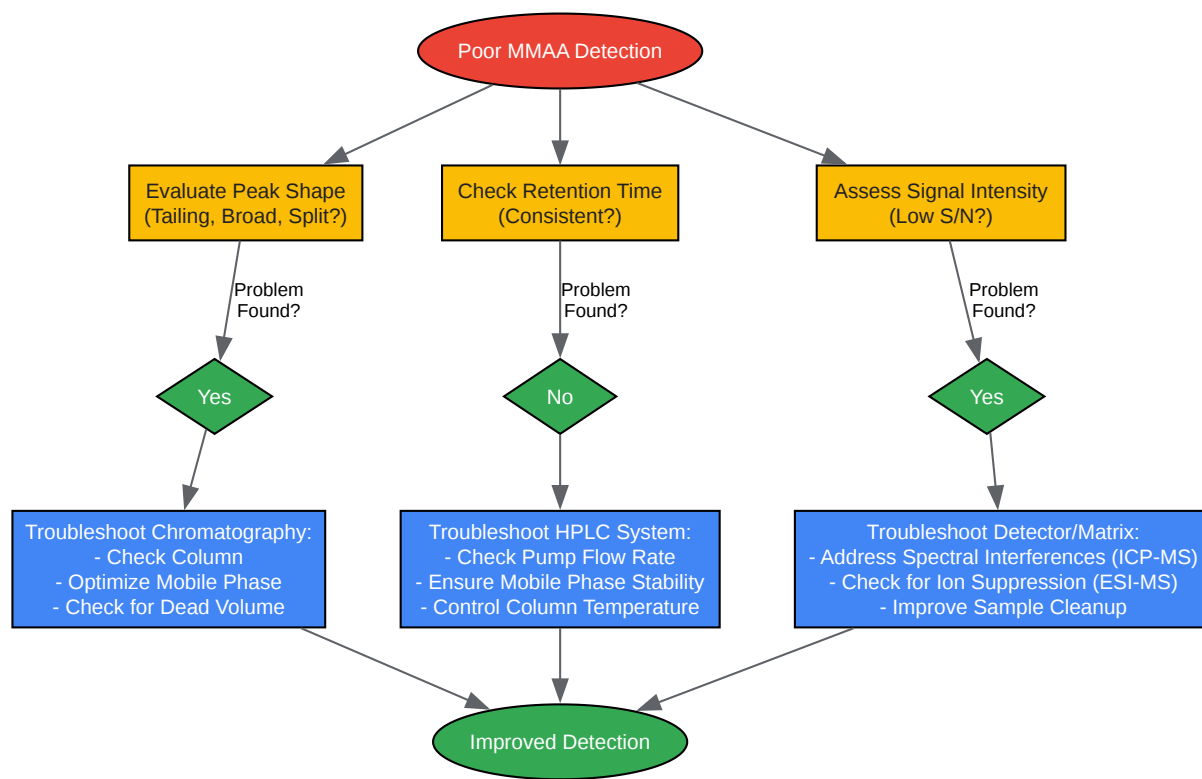 Poor MMAA Detection
Evaluate Peak Shape
(Tailing, Broad, Split?)
Check Retention Time
(Consistent?)
Assess Signal Intensity
(Low S/N?)
Problem
Found?
Problem
Found?
Problem
Found?
Yes
No
Yes
Troubleshoot Chromatography:
- Check Column
- Optimize Mobile Phase
- Check for Dead Volume
Troubleshoot HPLC System:
- Check Pump Flow Rate
- Ensure Mobile Phase Stability
- Control Column Temperature
Troubleshoot Detector/Matrix:
- Address Spectral Interferences (ICP-MS)
- Check for Ion Suppression (ESI-MS)
- Improve Sample Cleanup
Improved Detection